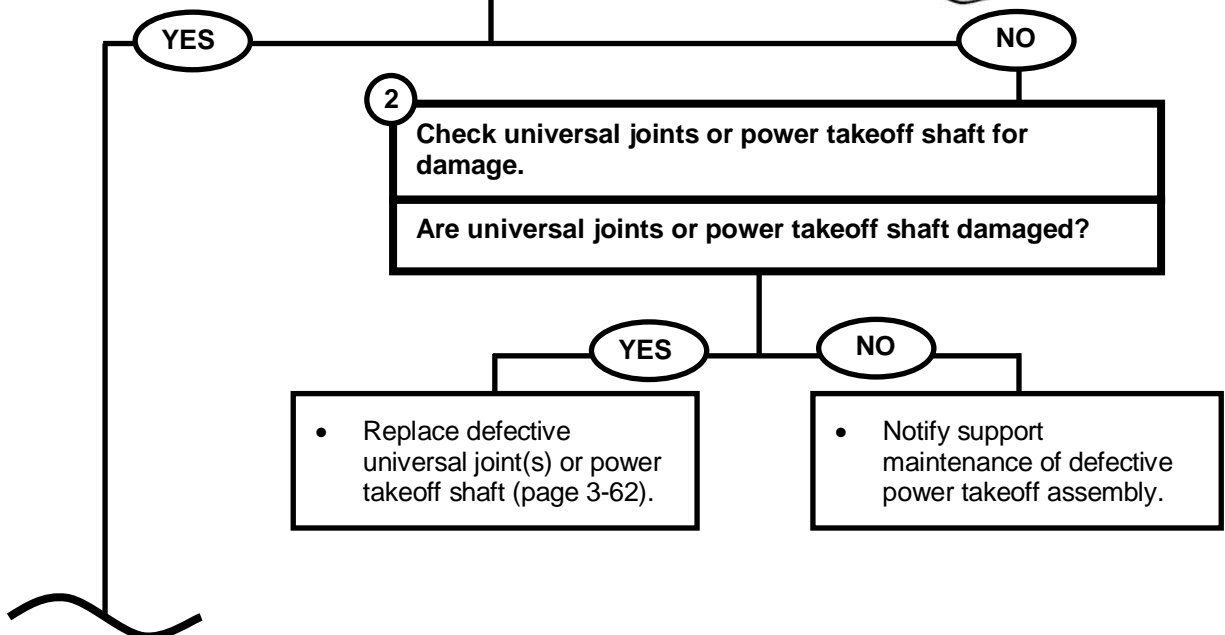 YES
NO
2
Check universal joints or power takeoff shaft for
damage.
Are universal joints or power takeoff shaft damaged?
YES
NO
• Replace defective
universal joint(s) or power
takeoff shaft (page 3-62).
• Notify support
maintenance of defective
power takeoff assembly.